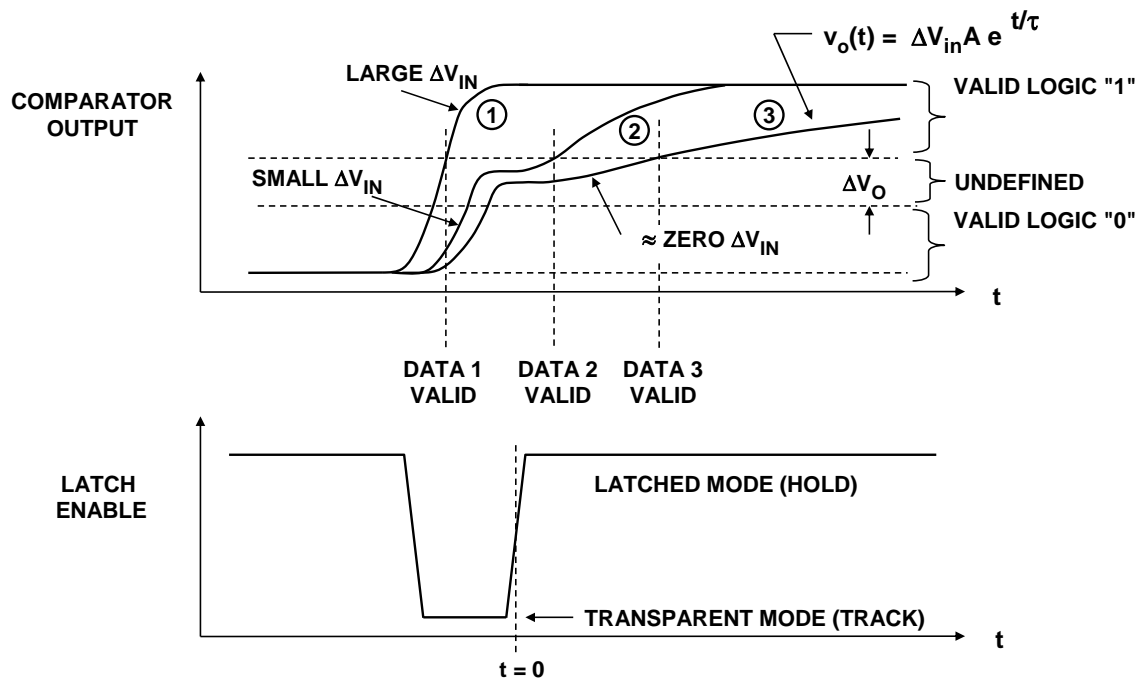 v_o(t) = ΔV_in A e^t/τ
LARGE ΔV_IN
COMPARATOR
OUTPUT
VALID LOGIC "1"
1
2
3
SMALL ΔV_IN
ΔV_O
UNDEFINED
VALID LOGIC "0"
≈ ZERO ΔV_IN
t
DATA 1
VALID
DATA 2
VALID
DATA 3
VALID
LATCH
ENABLE
LATCHED MODE (HOLD)
TRANSPARENT MODE (TRACK)
t
t = 0